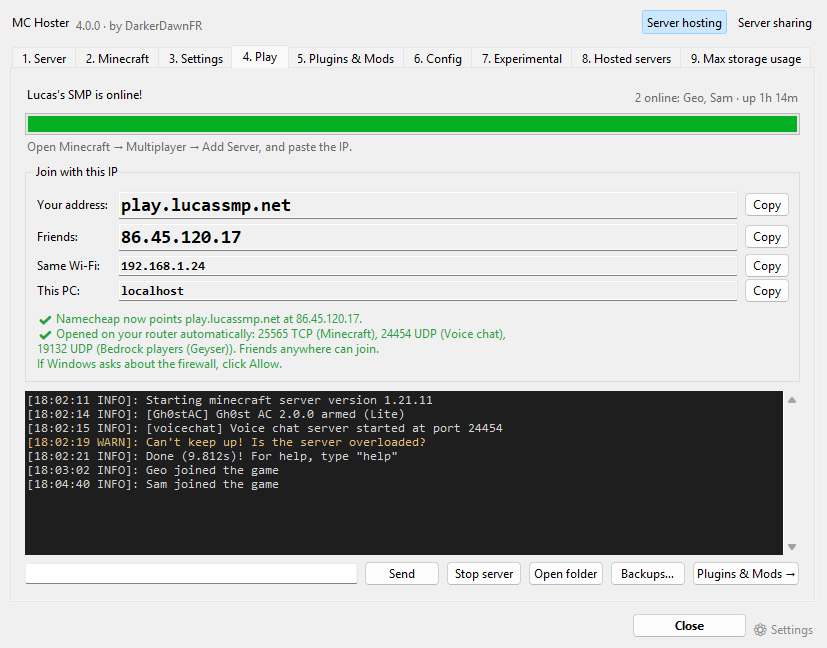 MC Hoster 4.0.0 · by DarkerDawnFR Server hosting Server sharing
1. Server 2. Minecraft 3. Settings 4. Play 5. Plugins & Mods 6. Config 7. Experimental 8. Hosted servers 9. Max storage usage
Lucas's SMP is online!
2 online: Geo, Sam · up 1h 14m
Open Minecraft → Multiplayer → Add Server, and paste the IP.
Join with this IP
Your address: play.lucassmp.net Copy
Friends: 86.45.120.17 Copy
Same Wi-Fi: 192.168.1.24 Copy
This PC: localhost Copy
✔ Namecheap now points play.lucassmp.net at 86.45.120.17.
✔ Opened on your router automatically: 25565 TCP (Minecraft), 24454 UDP (Voice chat),
19132 UDP (Bedrock players (Geyser)). Friends anywhere can join.
If Windows asks about the firewall, click Allow.
[18:02:11 INFO]: Starting minecraft server version 1.21.11
[18:02:14 INFO]: [Gh0stAC] Gh0st AC 2.0.0 armed (Lite)
[18:02:15 INFO]: [voicechat] Voice chat server started at port 24454
[18:02:19 WARN]: Can't keep up! Is the server overloaded?
[18:02:21 INFO]: Done (9.812s)! For help, type "help"
[18:03:02 INFO]: Geo joined the game
[18:04:40 INFO]: Sam joined the game
Send Stop server Open folder Backups... Plugins & Mods →
Close Settings